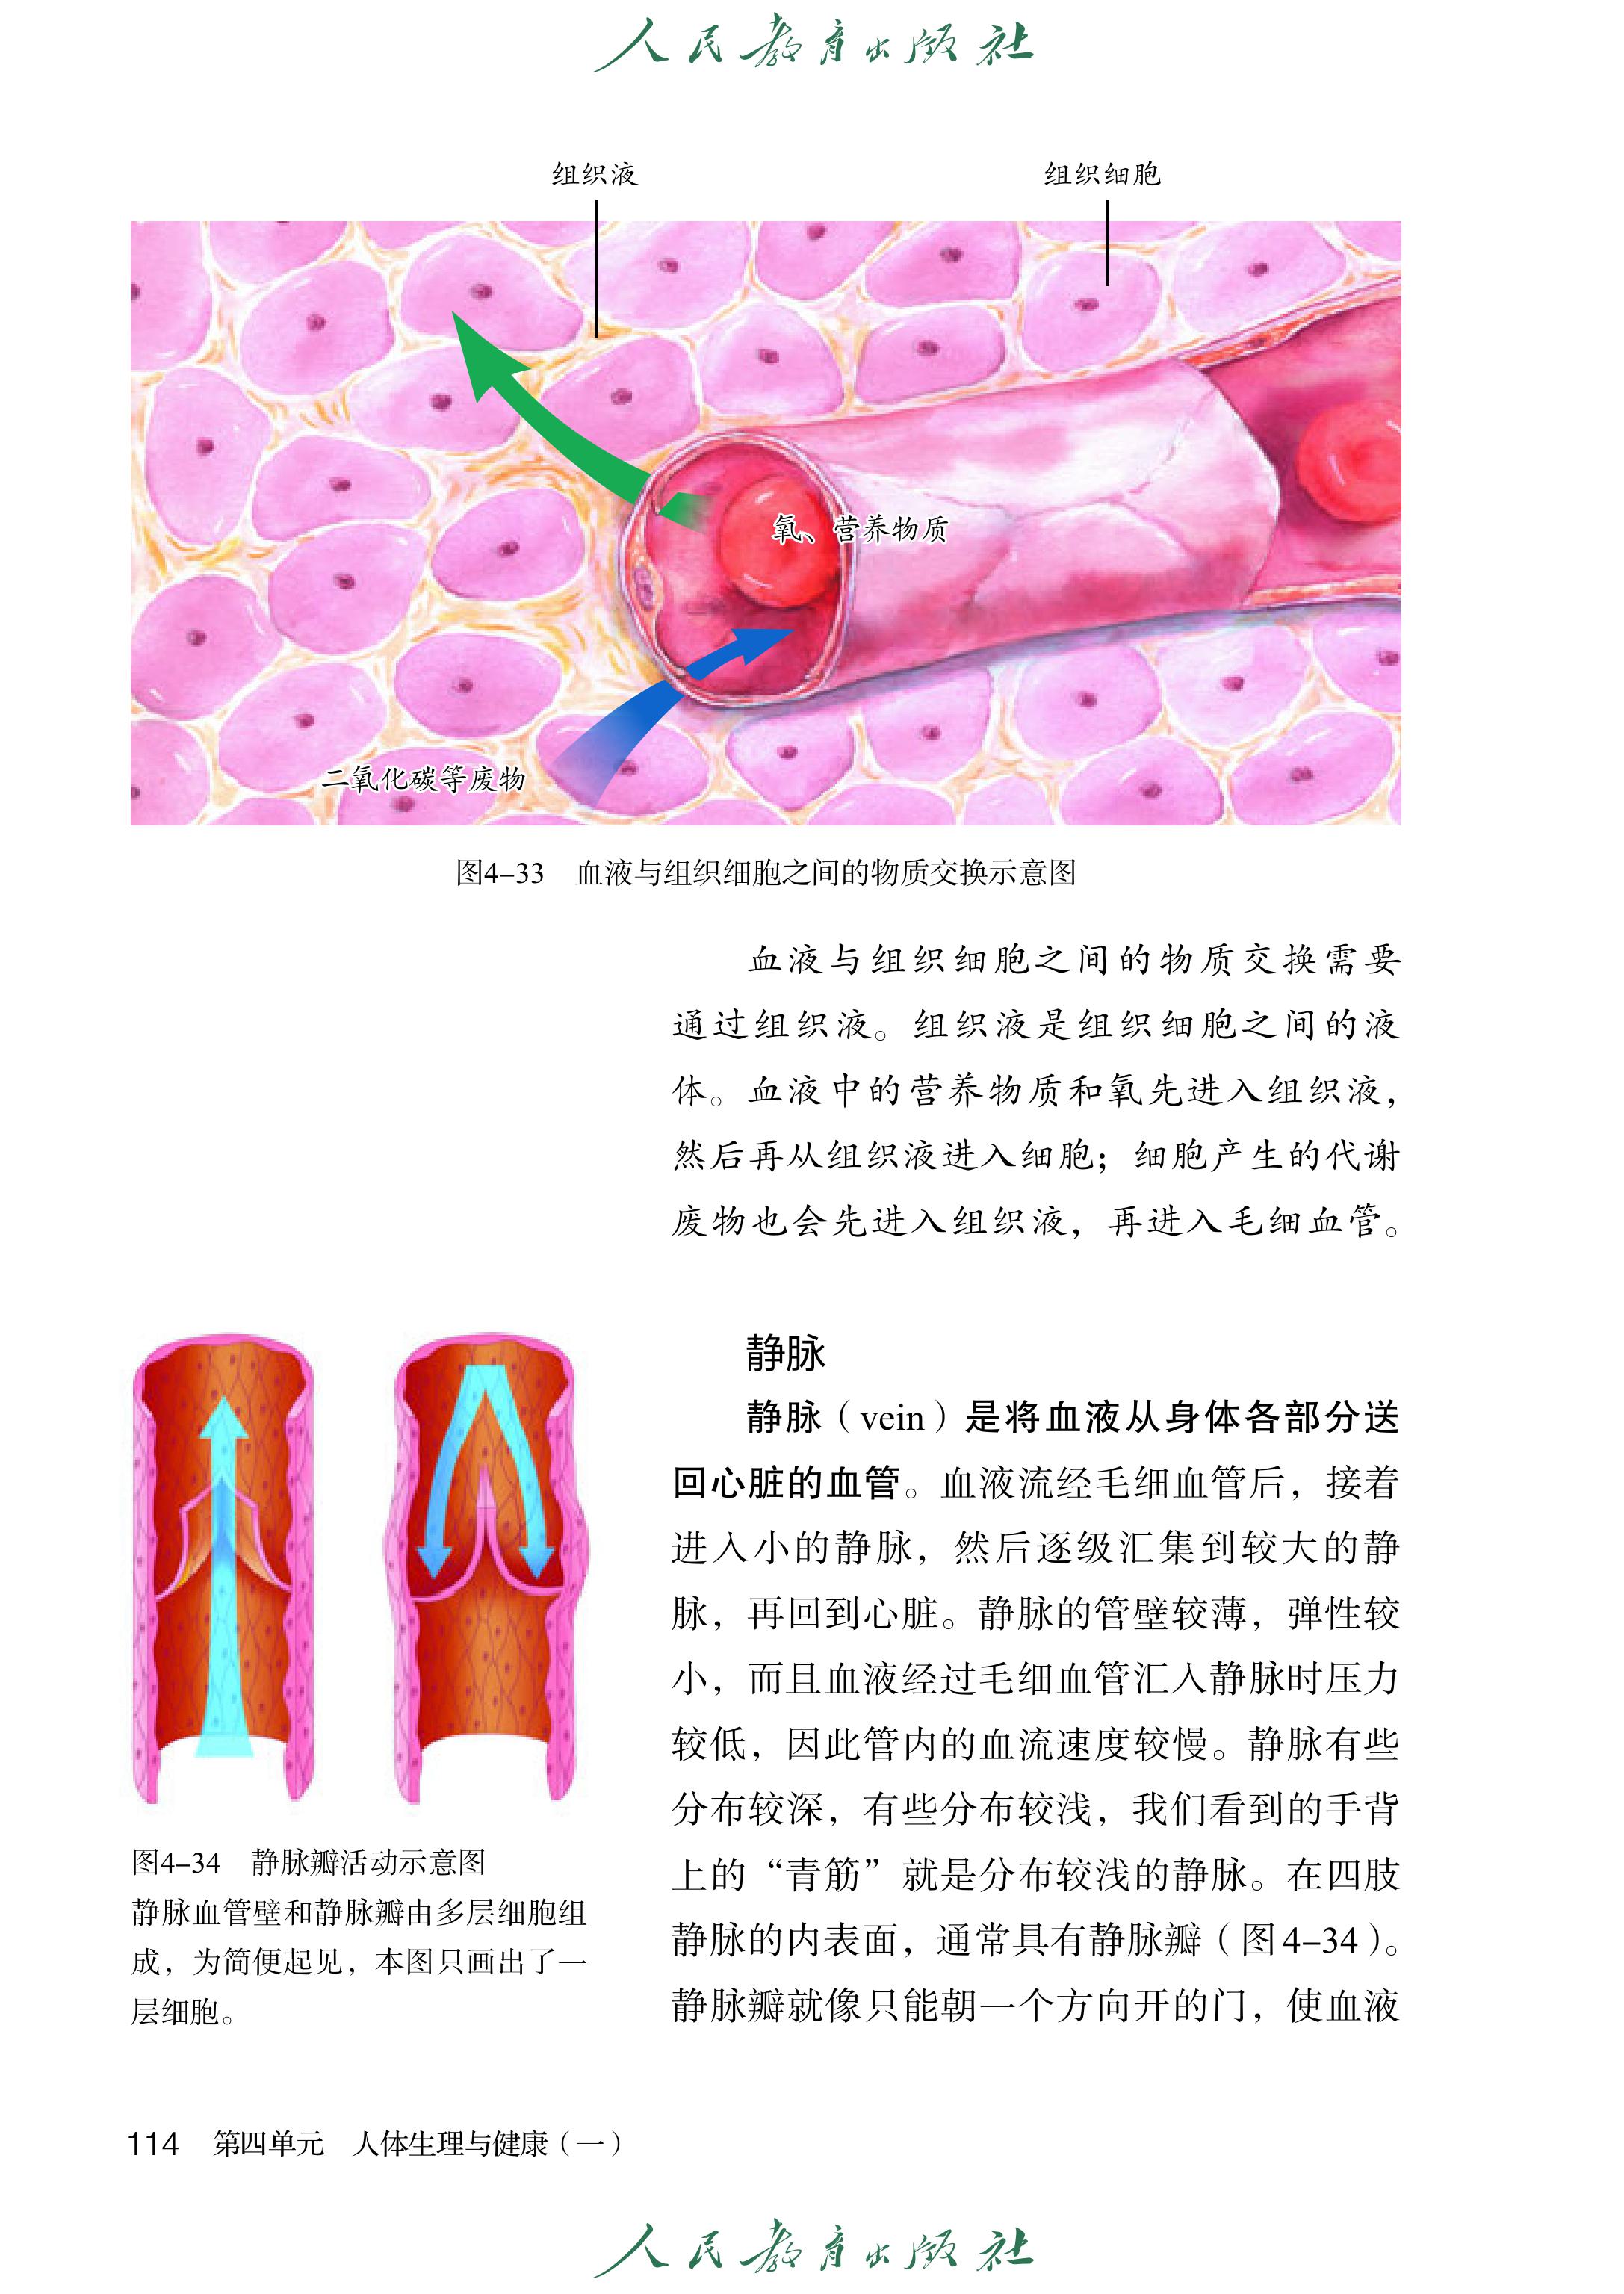 人民教育出版社
组织液
组织细胞
氧、营养物质
二氧化碳等废物
图4-33 血液与组织细胞之间的物质交换示意图
血液与组织细胞之间的物质交换需要
通过组织液。组织液是组织细胞之间的液
体。血液中的营养物质和氧先进入组织液，
然后再从组织液进入细胞；细胞产生的代谢
废物也会先进入组织液，再进入毛细血管。
静脉
静脉（vein）是将血液从身体各部分送
回心脏的血管。血液流经毛细血管后，接着
进入小的静脉，然后逐级汇集到较大的静
脉，再回到心脏。静脉的管壁较薄，弹性较
小，而且血液经过毛细血管汇入静脉时压力
较低，因此管内的血流速度较慢。静脉有些
分布较深，有些分布较浅，我们看到的手背
上的“青筋”就是分布较浅的静脉。在四肢
静脉的内表面，通常具有静脉瓣（图4-34）。
静脉瓣就像只能朝一个方向开的门，使血液
图4-34 静脉瓣活动示意图
静脉血管壁和静脉瓣由多层细胞组
成，为简便起见，本图只画出了一
层细胞。
114 第四单元 人体生理与健康（一）
人民教育出版社